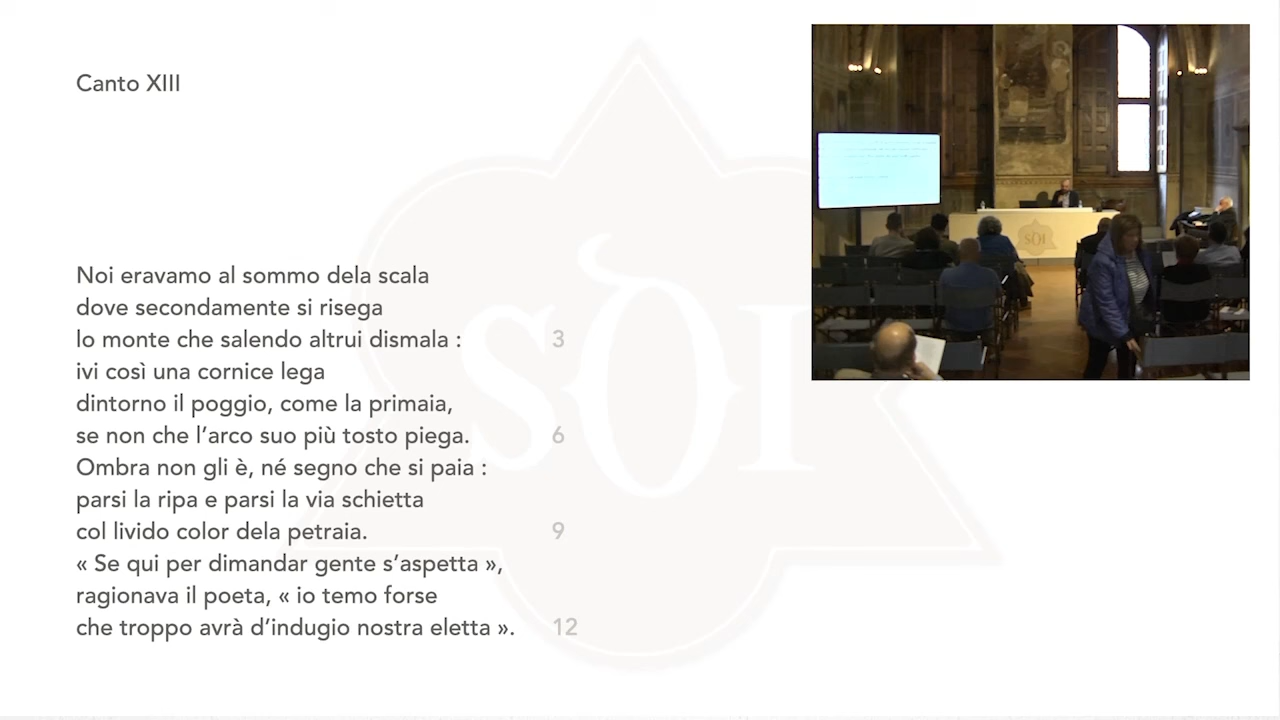 Canto XIII
Noi eravamo al sommo dela scala
dove secondamente si risega
lo monte che salendo altrui dismala : 3
ivi così una cornice lega
dintorno il poggio, come la primaia,
se non che l’arco suo più tosto piega. 6
Ombra non gli è, né segno che si paia :
parsi la ripa e parsi la via schietta
col livido color dela petraia. 9
« Se qui per dimandar gente s’aspetta »,
ragionava il poeta, « io temo forse
che troppo avrà d’indugio nostra eletta ». 12
SÒI
SÒI